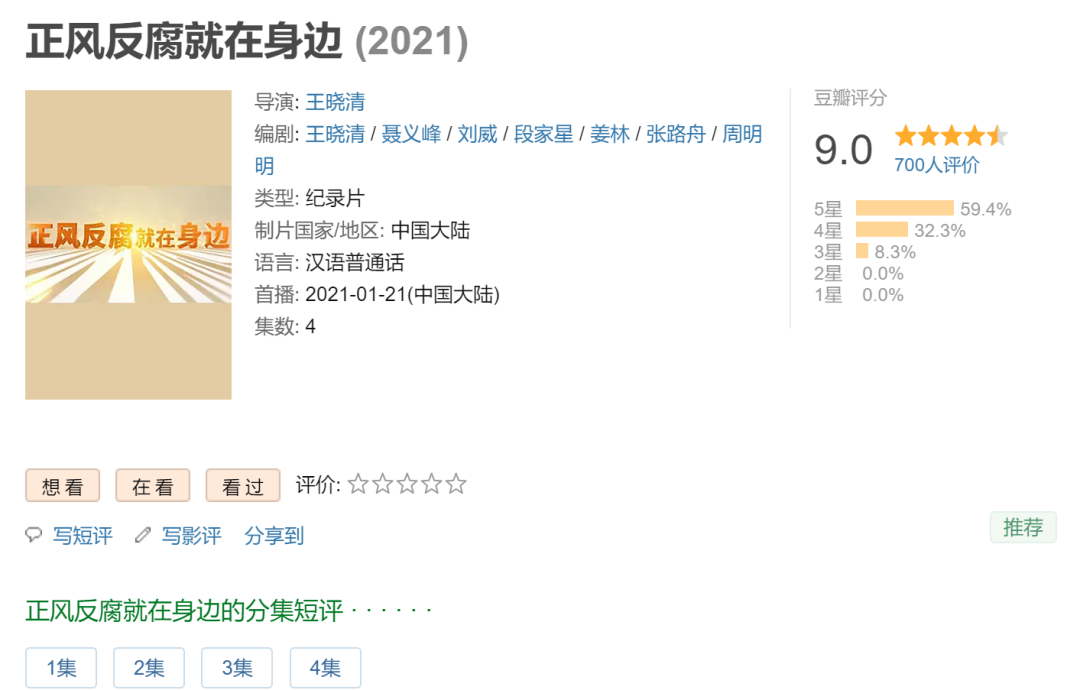 正风反腐就在身边 (2021)
正风反腐就在身边
导演: 王晓清
编剧: 王晓清 / 聂义峰 / 刘威 / 段家星 / 姜林 / 张路舟 / 周明
明
类型: 纪录片
制片国家/地区: 中国大陆
语言: 汉语普通话
首播: 2021-01-21(中国大陆)
集数: 4
豆瓣评分
9.0
700人评价
5星 59.4%
4星 32.3%
3星 8.3%
2星 0.0%
1星 0.0%
想看 在看 看过 评价:
写短评 写影评 分享到
推荐
正风反腐就在身边的分集短评 · · · · · ·
1集 2集 3集 4集